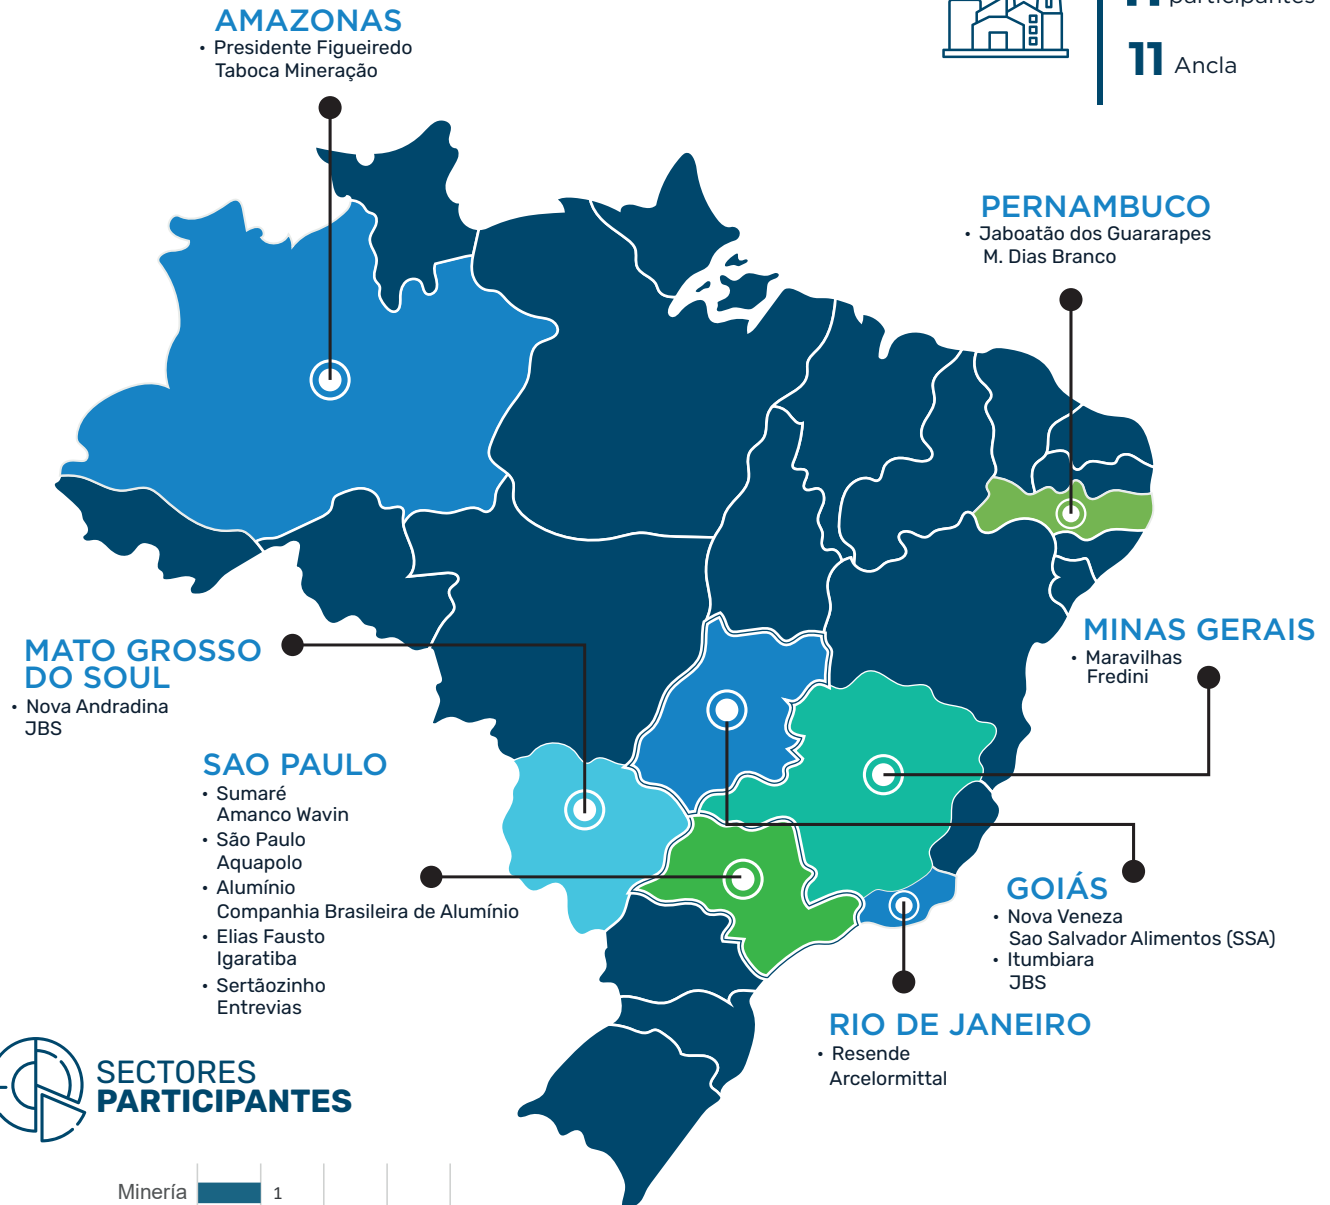 AMAZONAS
• Presidente Figueiredo
Taboca Mineração
participantes
11 Ancla
PERNAMBUCO
• Jaboatão dos Guararapes
M. Dias Branco
MINAS GERAIS
• Maravilhas
Fredini
MATO GROSSO
DO SOUL
• Nova Andradina
JBS
SAO PAULO
• Sumaré
Amanco Wavin
• São Paulo
Aquapolo
• Alumínio
Companhia Brasileira de Alumínio
• Elias Fausto
Igaratiba
• Sertãozinho
Entrevias
GOIÁS
• Nova Veneza
Sao Salvador Alimentos (SSA)
• Itumbiara
JBS
RIO DE JANEIRO
• Resende
Arcelormittal
SECTORES
PARTICIPANTES
Minería 1